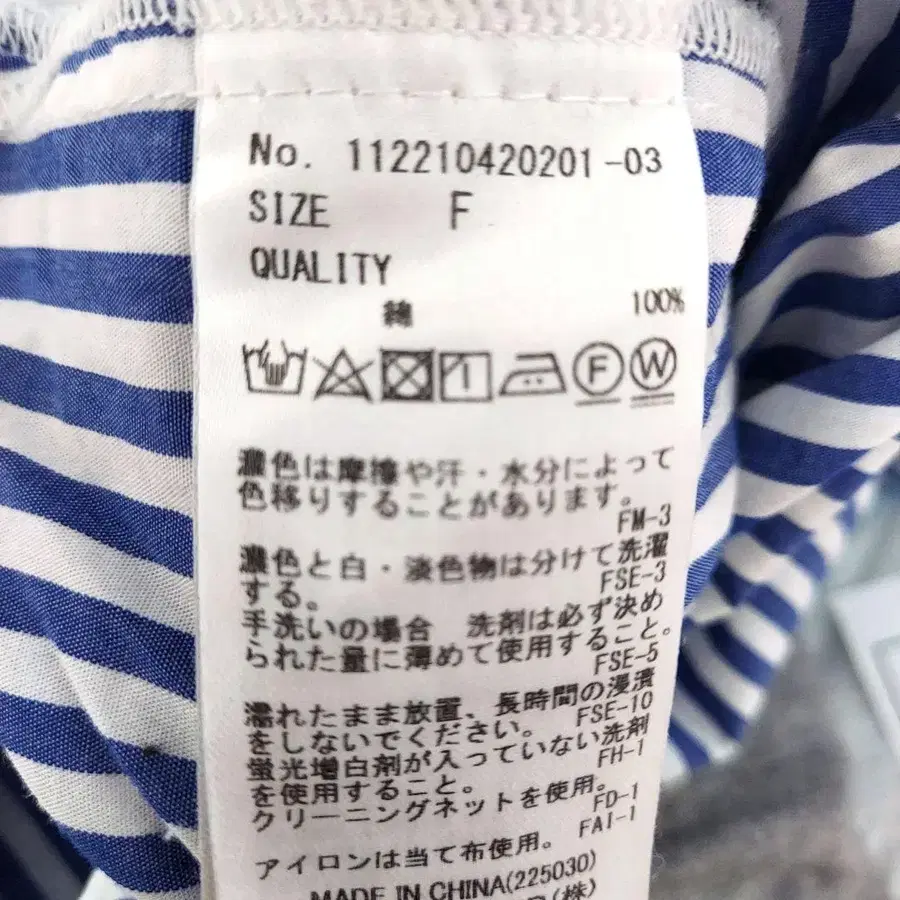 No. 112210420201-03
SIZE F
QUALITY
綿 100%
F W
濃色は摩擦や汗・水分によって
色移りすることがあります。
FM-3
濃色と白・淡色物は分けて洗濯
する。
FSE-3
手洗いの場合 洗剤は必ず決め
られた量に薄めて使用すること。
FSE-5
濡れたまま放置、長時間の浸漬
をしないでください。 FSE-10
蛍光増白剤が入っていない洗剤
を使用すること。 FH-1
クリーニングネットを使用。
FD-1
アイロンは当て布使用。 FAI-1
MADE IN CHINA(225030)
(株)